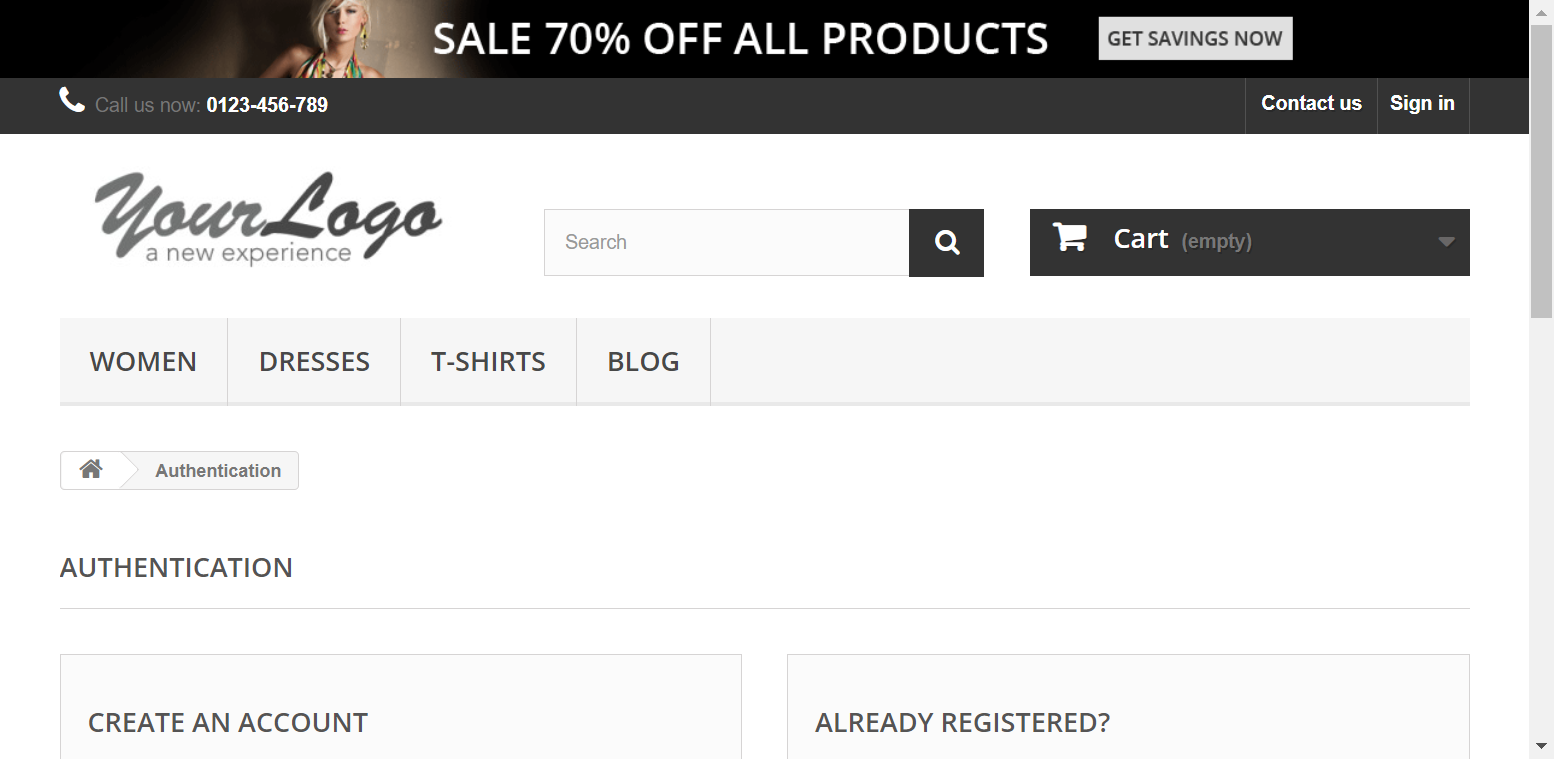 SALE 70% OFF ALL PRODUCTS GET SAVINGS NOW
Call us now: 0123-456-789 Contact us Sign in
YourLogo
a new experience
Search Cart (empty)
WOMEN DRESSES T-SHIRTS BLOG
Authentication
AUTHENTICATION
CREATE AN ACCOUNT ALREADY REGISTERED?